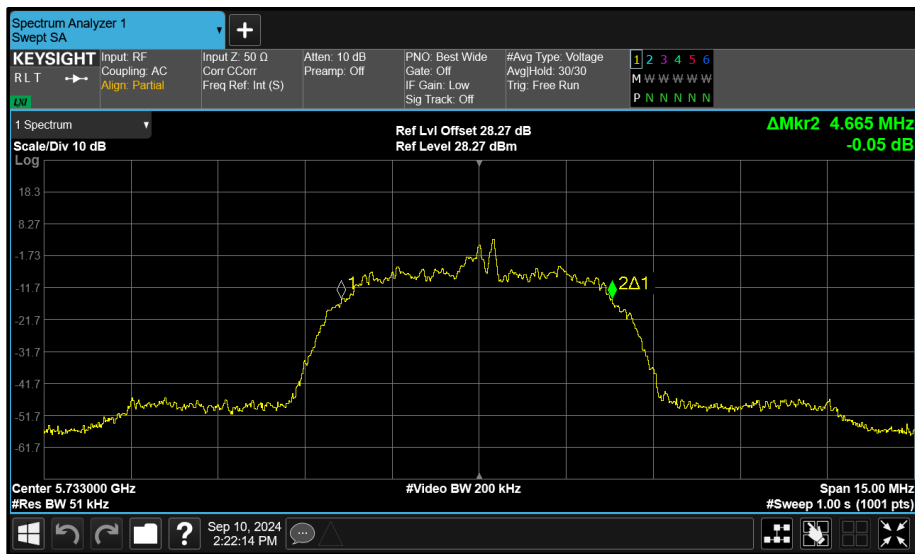 Spectrum Analyzer 1
Swept SA
+
KEYSIGHT
R L T
LXI
Input: RF
Coupling: AC
Align: Partial
Input Z: 50 Ω
Corr CCorr
Freq Ref: Int (S)
Atten: 10 dB
Preamp: Off
PNO: Best Wide
Gate: Off
IF Gain: Low
Sig Track: Off
#Avg Type: Voltage
Avg|Hold: 30/30
Trig: Free Run
1 2 3 4 5 6
M W W W W W
P N N N N N
1 Spectrum
Scale/Div 10 dB
Ref Lvl Offset 28.27 dB
Ref Level 28.27 dBm
ΔMkr2 4.665 MHz
-0.05 dB
Log
18.3
8.27
-1.73
-11.7
-21.7
-31.7
-41.7
-51.7
-61.7
1
2Δ1
Center 5.733000 GHz
#Video BW 200 kHz
Span 15.00 MHz
#Res BW 51 kHz
#Sweep 1.00 s (1001 pts)
?
Sep 10, 2024
2:22:14 PM